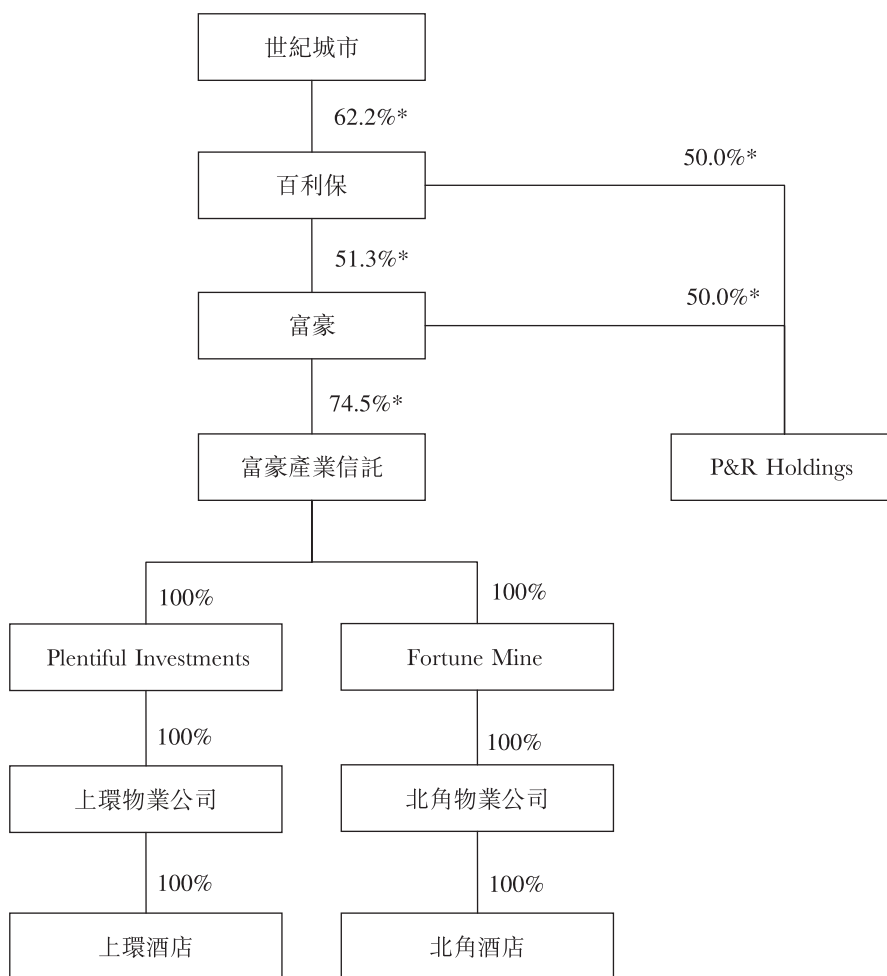 世紀城市
62.2%*
50.0%*
百利保
51.3%*
50.0%*
富豪
74.5%*
富豪產業信託
P&R Holdings
100%
100%
Plentiful Investments
Fortune Mine
100%
100%
上環物業公司
北角物業公司
100%
100%
上環酒店
北角酒店